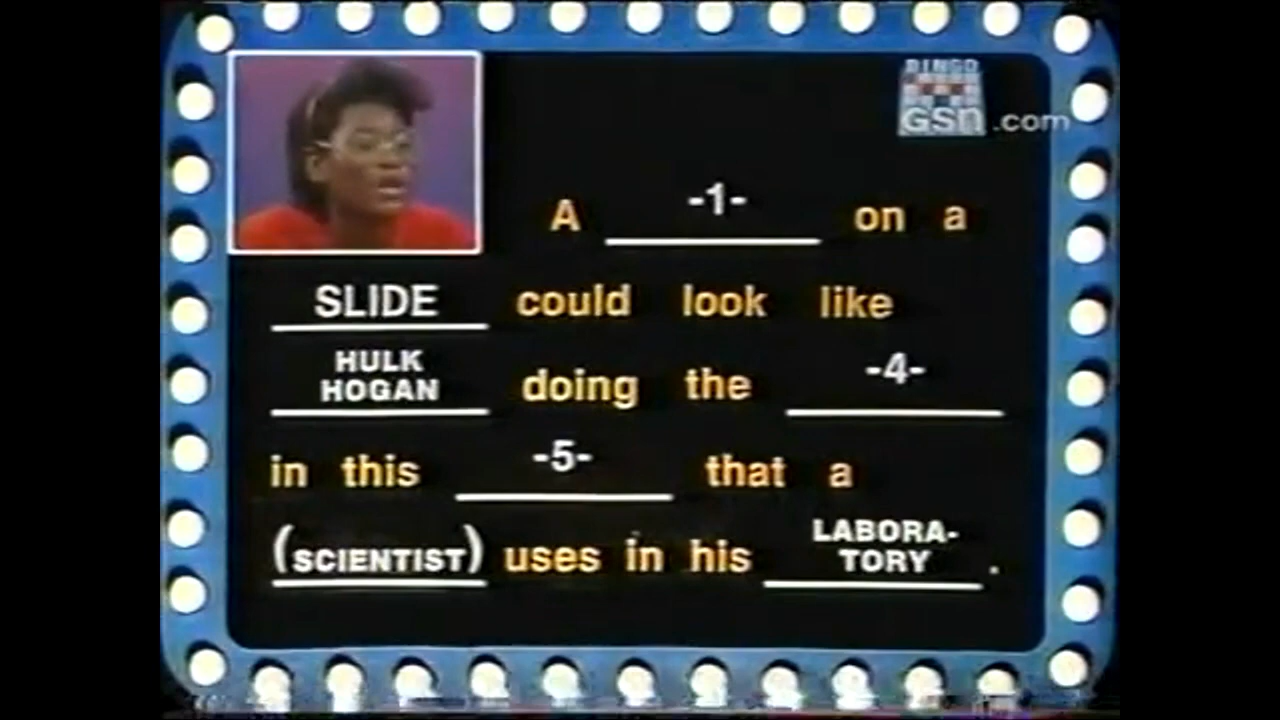 BINGO
GSn.com
A -1- on a
SLIDE could look like
HULK
HOGAN doing the -4-
in this -5- that a
(SCIENTIST) uses in his LABORA-
TORY .